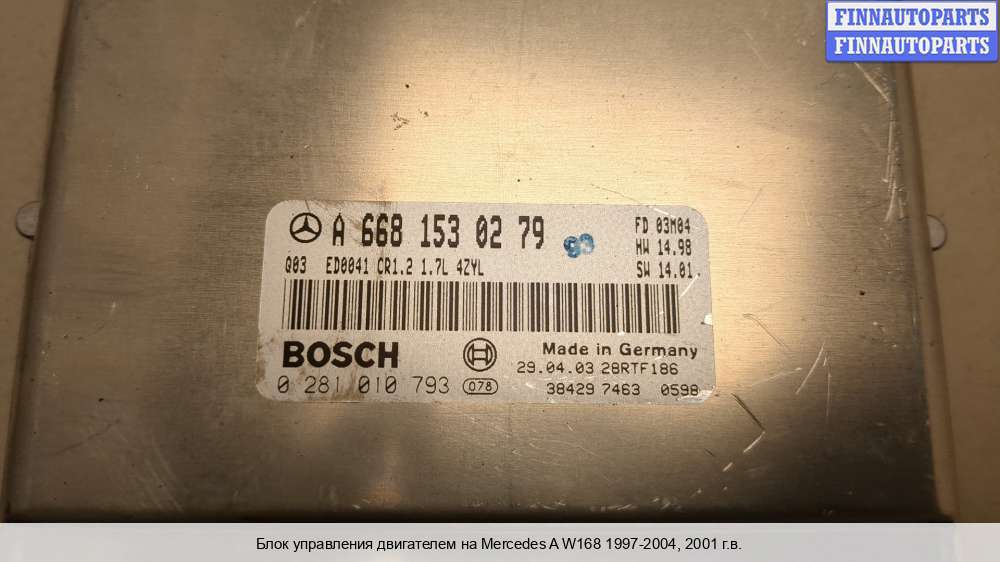 FINNAUTOPARTS
FINNAUTOPARTS
A 668 153 0279 FD 03M04
HW 14.98
Q03 ED0041 CR1.2 1.7L 4ZYL SW 14.01.
BOSCH Made in Germany
29.04.03 28RTF186
0 281 010 793 078 38429 7463 0598
Блок управления двигателем на Mercedes A W168 1997-2004, 2001 г.в.